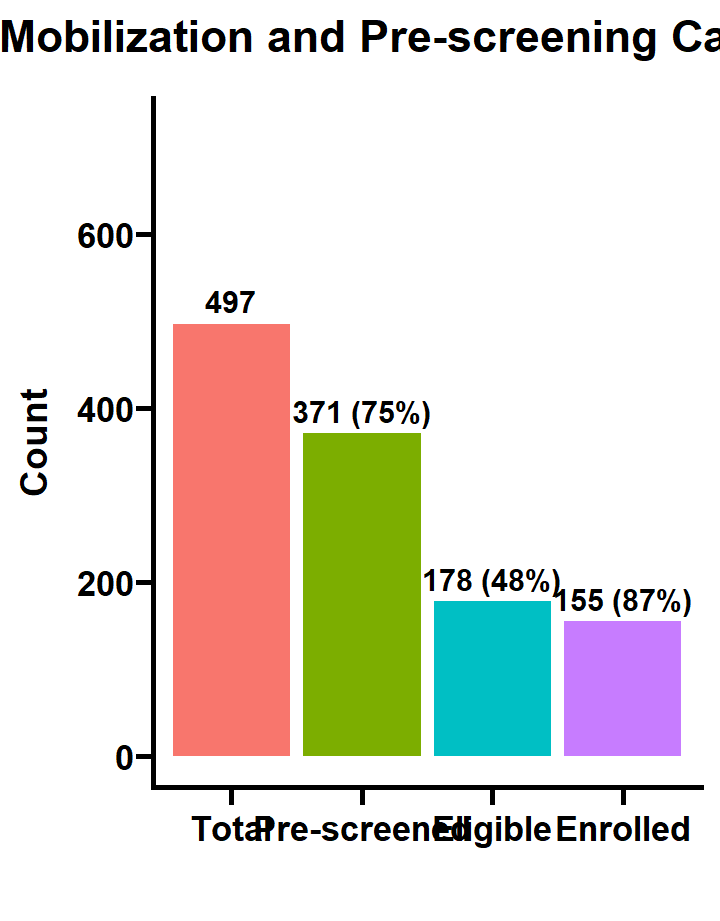 Mobilization and Pre-screening Ca
600
400
200
0
Count
497
371 (75%)
178 (48%)
155 (87%)
Total
Pre-screened
Eligible
Enrolled